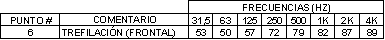 FRECUENCIAS (HZ)
PUNTO # COMENTARIO 31,5 63 125 250 500 1K 2K 4K
6 TREFILACIÓN (FRONTAL) 53 50 57 72 79 82 87 89